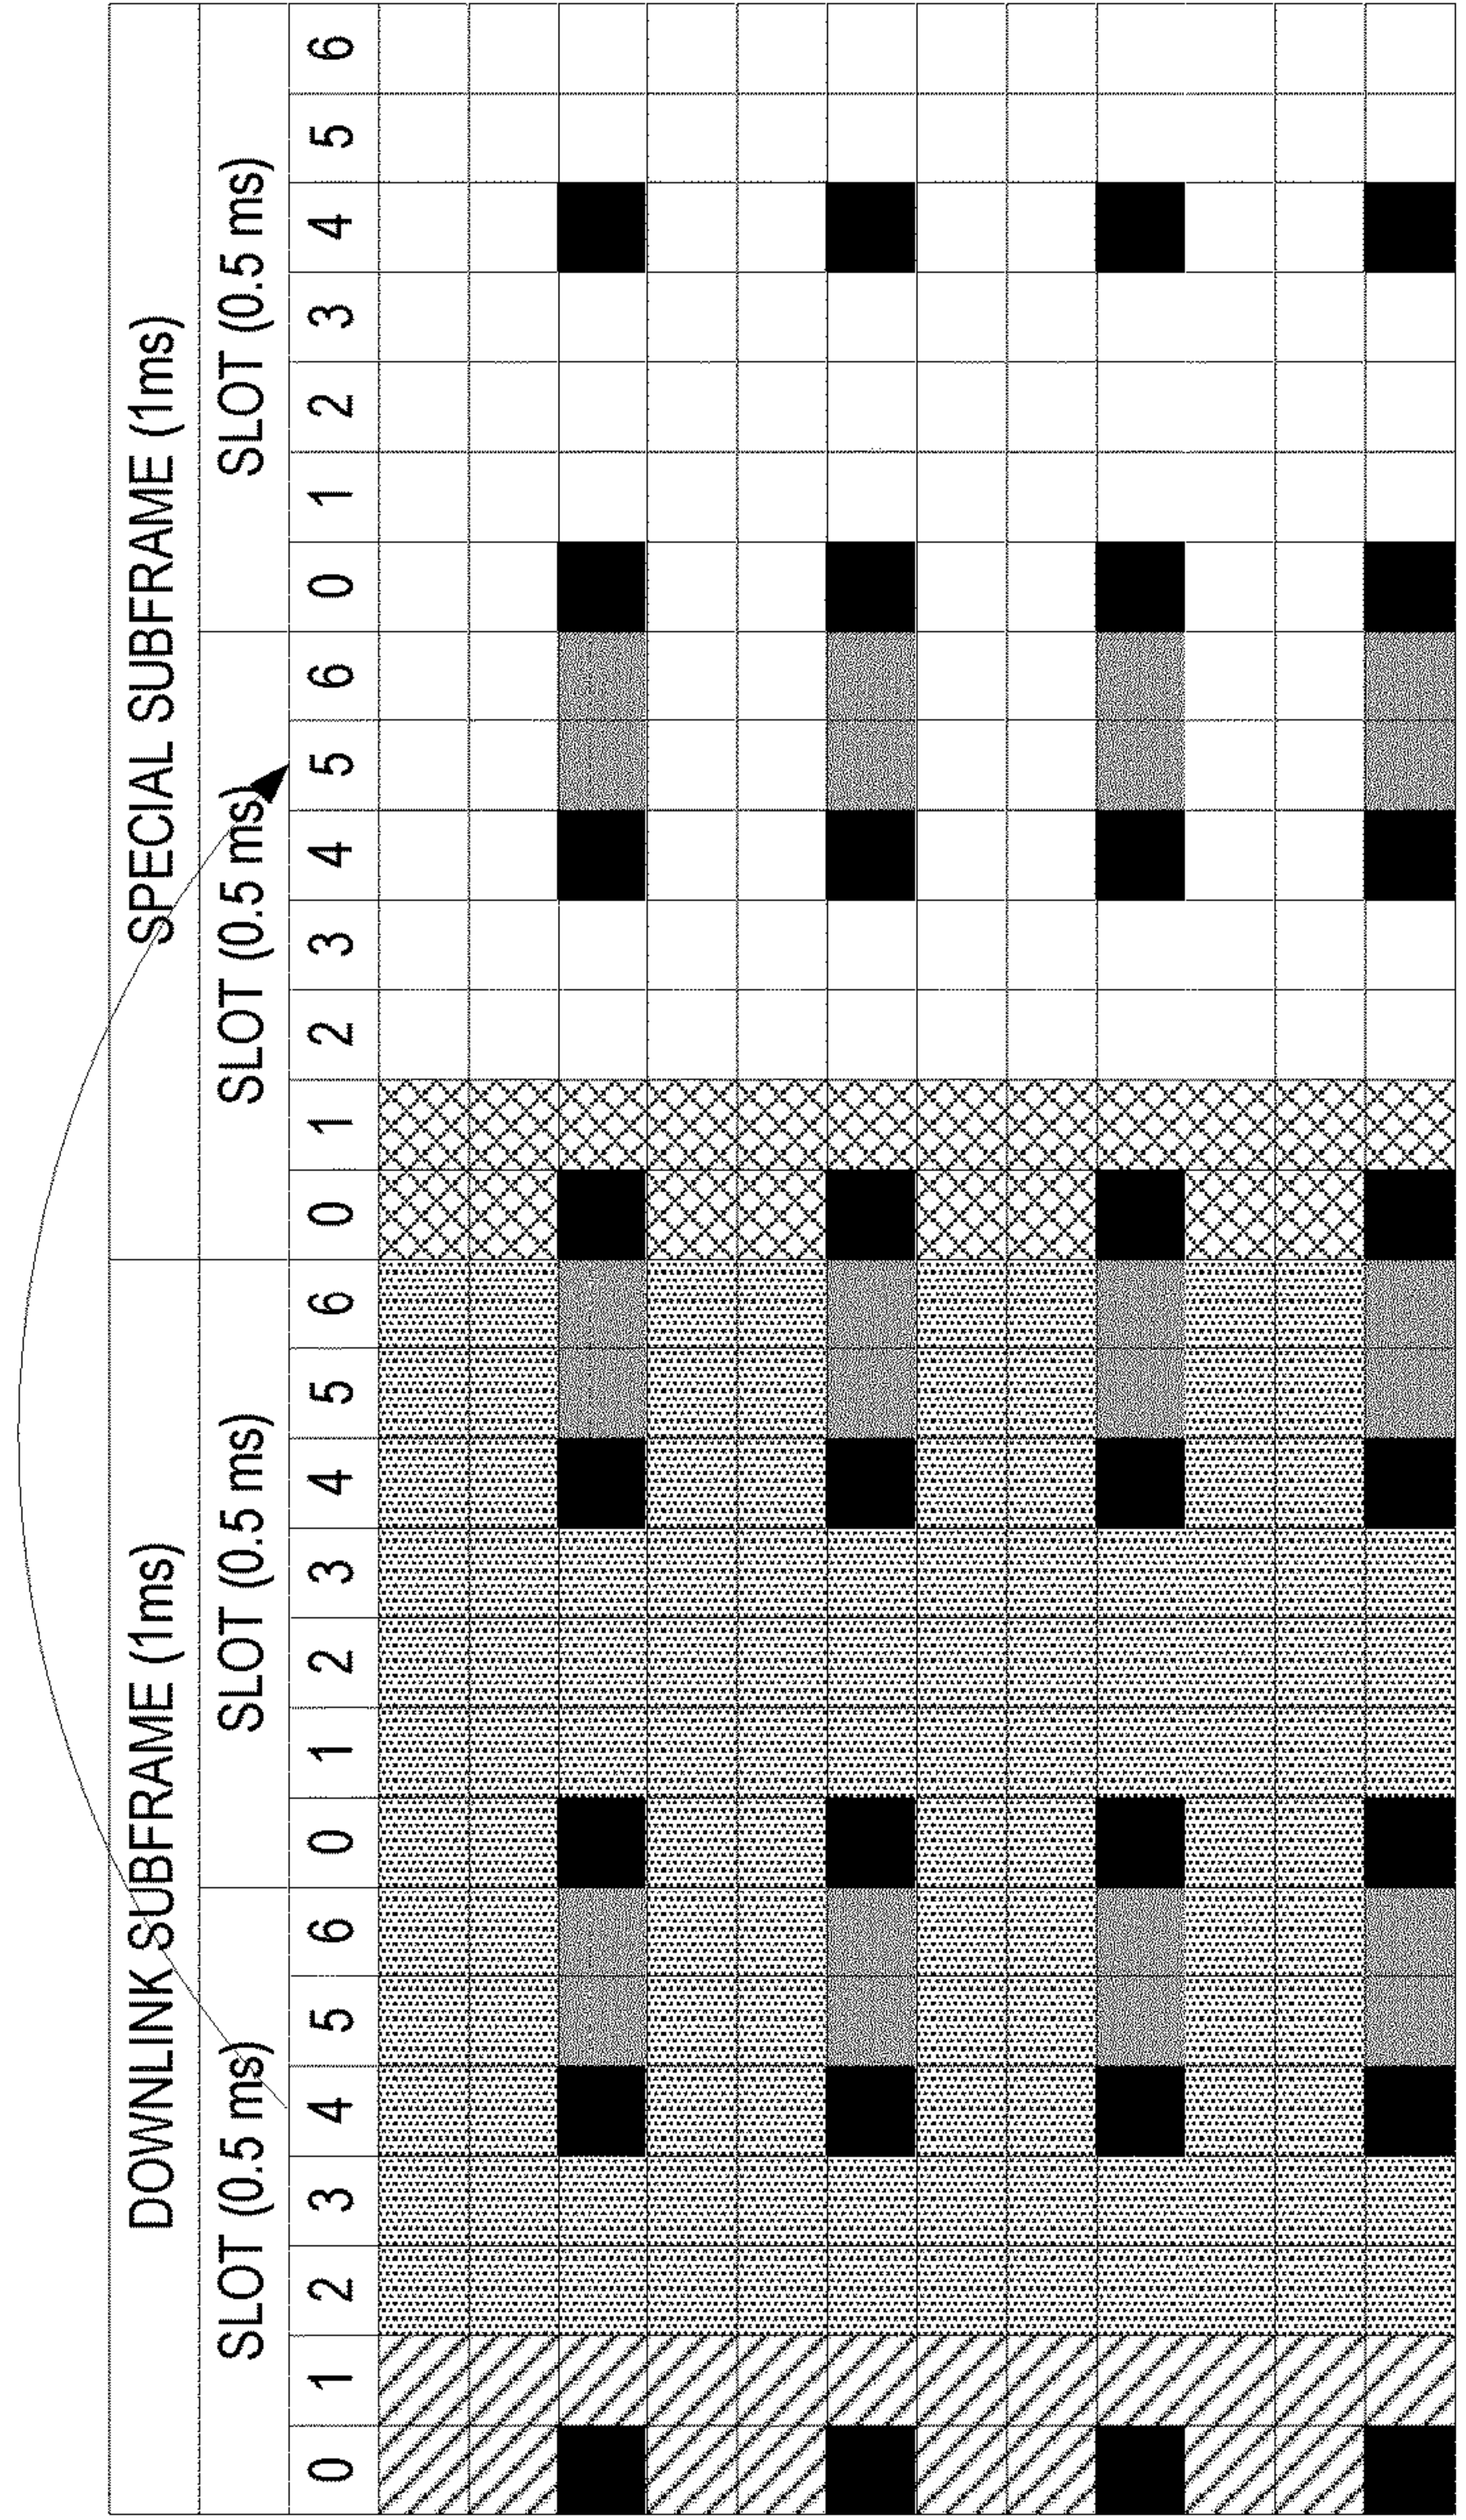 DOWNLINK SUBFRAME (1ms) SPECIAL SUBFRAME (1ms)
SLOT (0.5 ms) SLOT (0.5 ms) SLOT (0.5 ms) SLOT (0.5 ms)
0 1 2 3 4 5 6 0 1 2 3 4 5 6 0 1 2 3 4 5 6 0 1 2 3 4 5 6